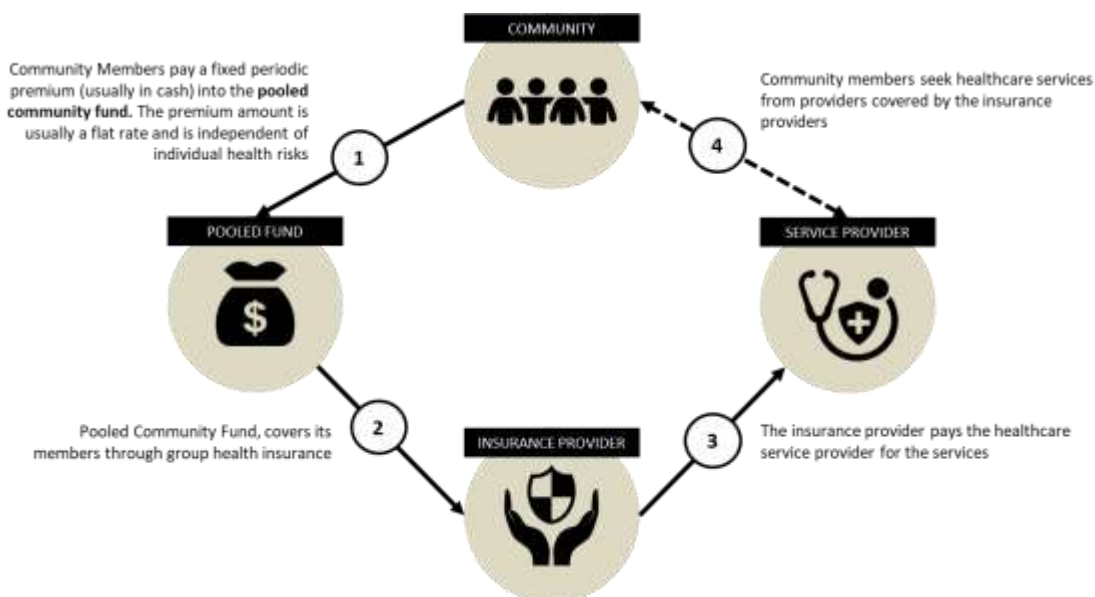 COMMUNITY
Community Members pay a fixed periodic
premium (usually in cash) into the pooled
community fund. The premium amount is
usually a flat rate and is independent of
individual health risks
1
Community members seek healthcare services
from providers covered by the insurance
providers
4
POOLED FUND
$
SERVICE PROVIDER
Pooled Community Fund, covers its
members through group health insurance
2
INSURANCE PROVIDER
3
The insurance provider pays the healthcare
service provider for the services